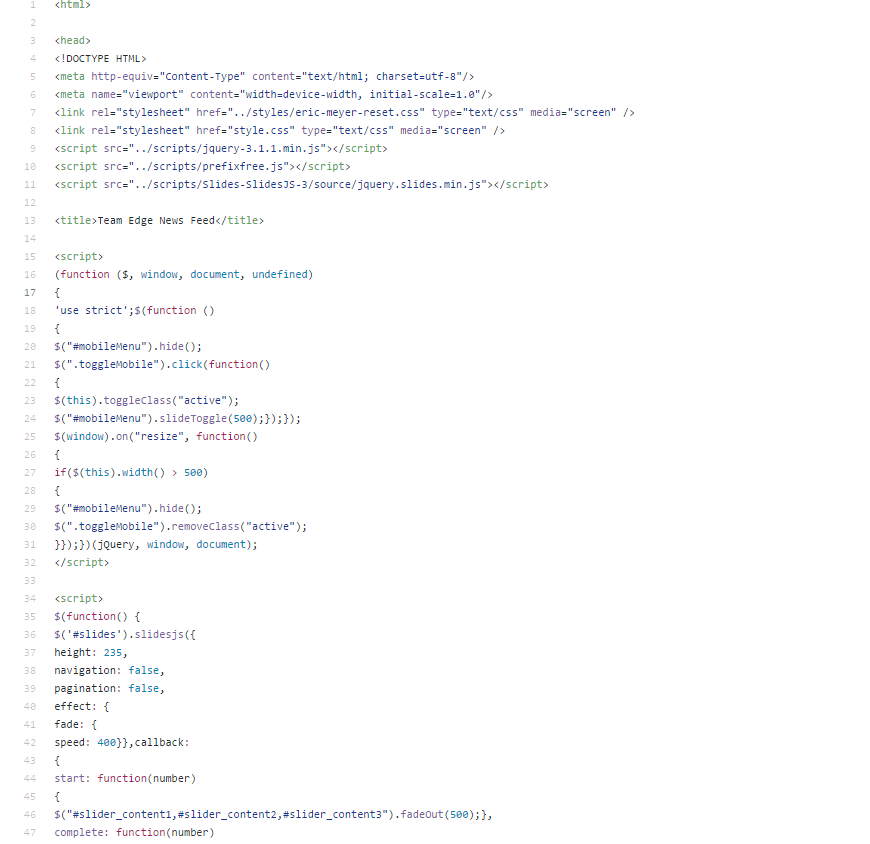 1 <html>
2
3 <head>
4 <!DOCTYPE HTML>
5 <meta http-equiv="Content-Type" content="text/html; charset=utf-8"/>
6 <meta name="viewport" content="width=device-width, initial-scale=1.0"/>
7 <link rel="stylesheet" href="../styles/eric-meyer-reset.css" type="text/css" media="screen" />
8 <link rel="stylesheet" href="style.css" type="text/css" media="screen" />
9 <script src="../scripts/jquery-3.1.1.min.js"></script>
10 <script src="../scripts/prefixfree.js"></script>
11 <script src="../scripts/Slides-SlidesJS-3/source/jquery.slides.min.js"></script>
12
13 <title>Team Edge News Feed</title>
14
15 <script>
16 (function ($, window, document, undefined)
17 {
18 'use strict';$(function ()
19 {
20 $("#mobileMenu").hide();
21 $(".toggleMobile").click(function()
22 {
23 $(this).toggleClass("active");
24 $("#mobileMenu").slideToggle(500);});});
25 $(window).on("resize", function()
26 {
27 if($(this).width() > 500)
28 {
29 $("#mobileMenu").hide();
30 $(".toggleMobile").removeClass("active");
31 }});})(jQuery, window, document);
32 </script>
33
34 <script>
35 $(function() {
36 $('#slides').slidesjs({
37 height: 235,
38 navigation: false,
39 pagination: false,
40 effect: {
41 fade: {
42 speed: 400}},callback:
43 {
44 start: function(number)
45 {
46 $("#slider_content1,#slider_content2,#slider_content3").fadeOut(500);},
47 complete: function(number)